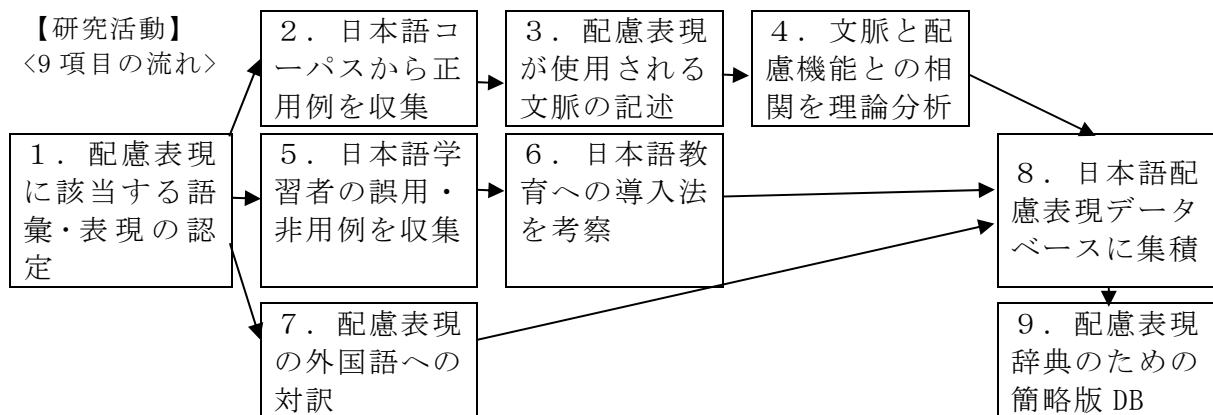 【研究活動】
<9項目の流れ>
２．日本語コ
ーパスから正
用例を収集
３．配慮表現
が使用される
文脈の記述
４．文脈と配
慮機能との相
関を理論分析
１．配慮表現
に該当する語
彙・表現の認
定
５．日本語学
習者の誤用・
非用例を収集
６．日本語教
育への導入法
を考察
８．日本語配
慮表現データ
ベースに集積
７．配慮表現
の外国語への
対訳
９．配慮表現
辞典のための
簡略版 DB